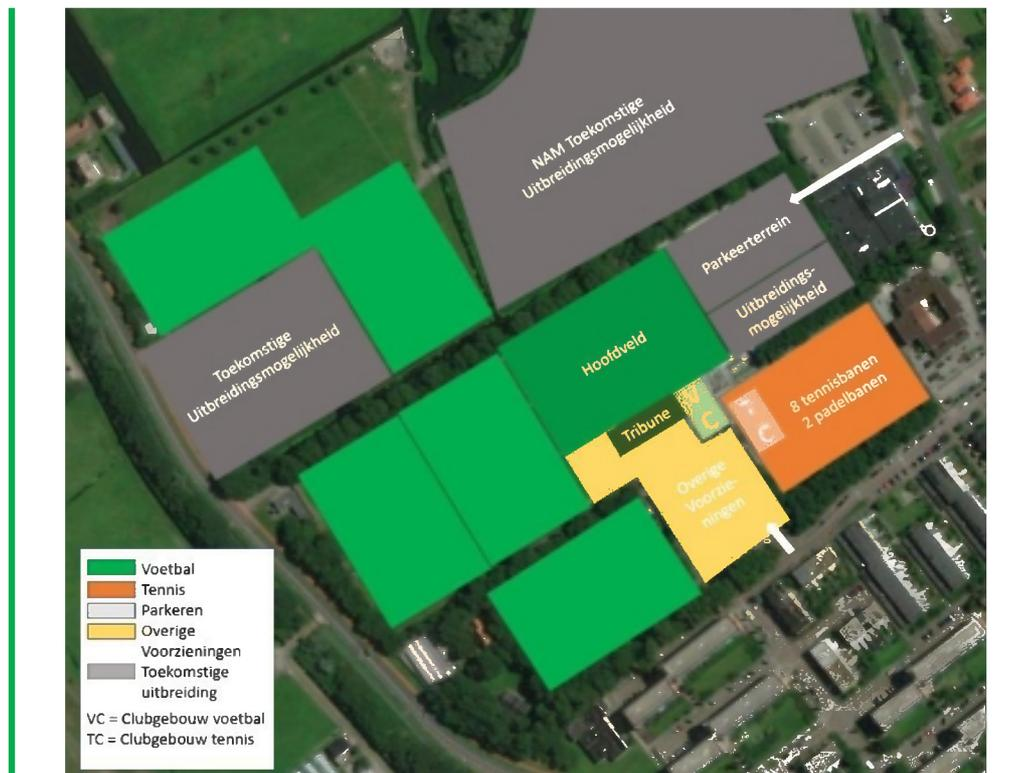 NAM Toekomstige
Uitbreidingsmogelijkheid
Parkeerterrein
Uitbreidings-
mogelijkheid
Toekomstige
Uitbreidingsmogelijkheid
Hoofdveld
8 tennisbanen
2 padelbanen
Tribune
V
C
T
C
Overige
Voorzie-
ningen
Voetbal
Tennis
Parkeren
Overige
Voorzieningen
Toekomstige
uitbreiding
VC = Clubgebouw voetbal
TC = Clubgebouw tennis